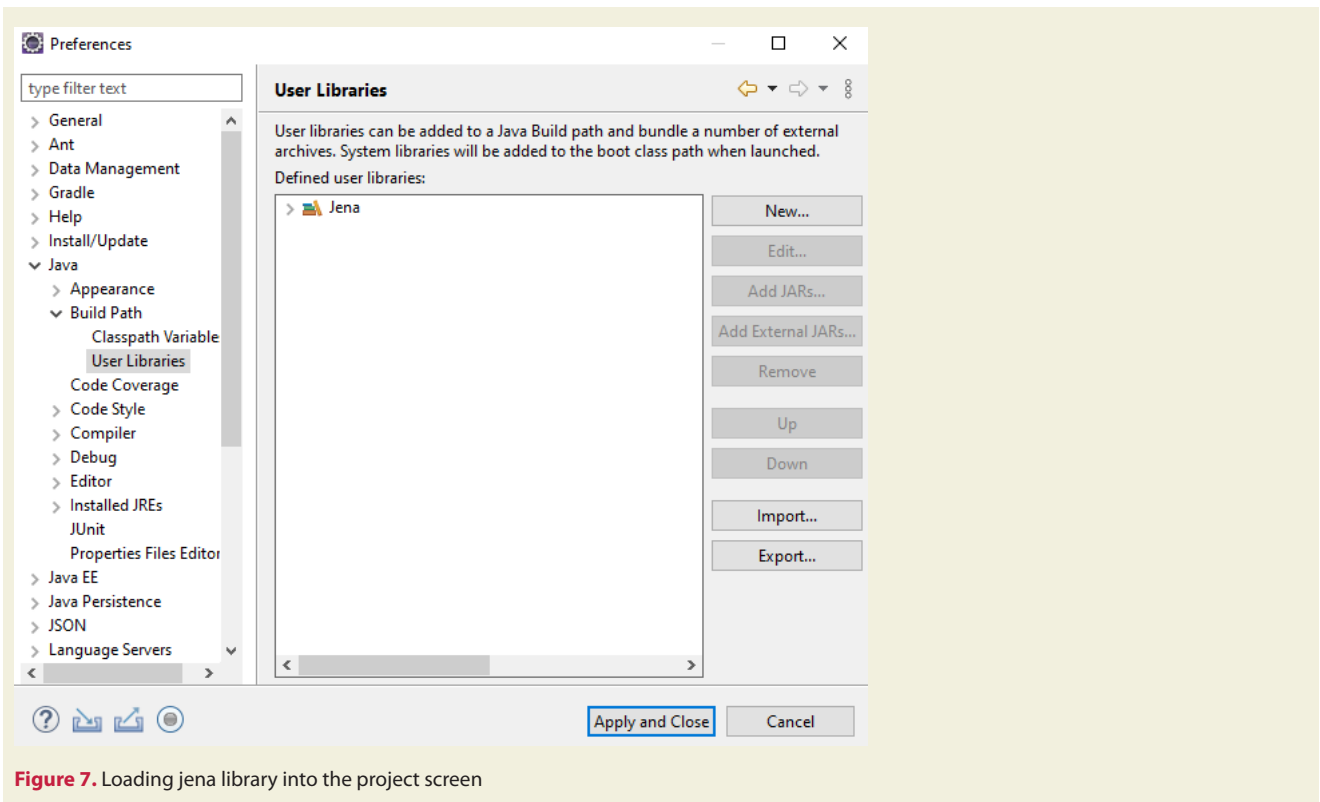 Preferences
type filter text
General
Ant
Data Management
Gradle
Help
Install/Update
Java
Appearance
Build Path
Classpath Variable
User Libraries
Code Coverage
Code Style
Compiler
Debug
Editor
Installed JREs
JUnit
Properties Files Editor
Java EE
Java Persistence
JSON
Language Servers
User Libraries
User libraries can be added to a Java Build path and bundle a number of external
archives. System libraries will be added to the boot class path when launched.
Defined user libraries:
Jena
New...
Edit...
Add JARs...
Add External JARs...
Remove
Up
Down
Import...
Export...
Apply and Close
Cancel
Figure 7. Loading jena library into the project screen